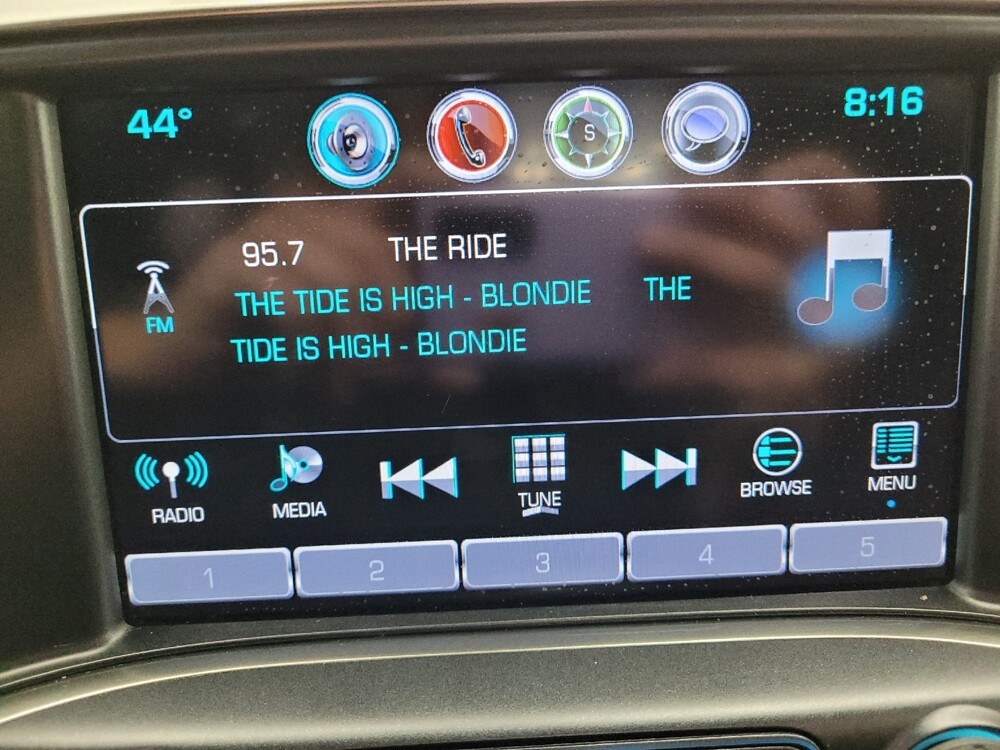 44°
S
8:16
95.7 THE RIDE
FM
THE TIDE IS HIGH - BLONDIE THE
TIDE IS HIGH - BLONDIE
RADIO
MEDIA
TUNE
BROWSE
MENU
1 2 3 4 5